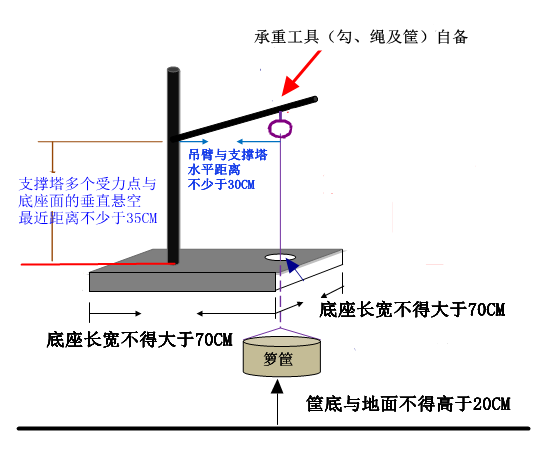 承重工具（勾、绳及筐）自备
吊臂与支撑塔
水平距离
不少于30CM
支撑塔多个受力点与
底座面的垂直悬空
最近距离不少于35CM
底座长宽不得大于70CM
底座长宽不得大于70CM
箩筐
筐底与地面不得高于20CM